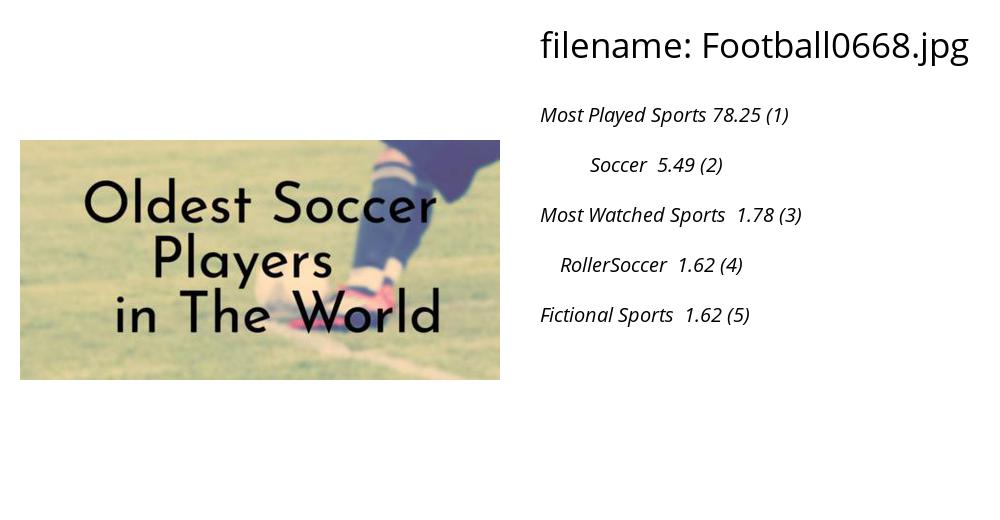 filename: Football0668.jpg
Most Played Sports 78.25 (1)
Soccer 5.49 (2)
Most Watched Sports 1.78 (3)
RollerSoccer 1.62 (4)
Fictional Sports 1.62 (5)
Oldest Soccer
Players
in The World